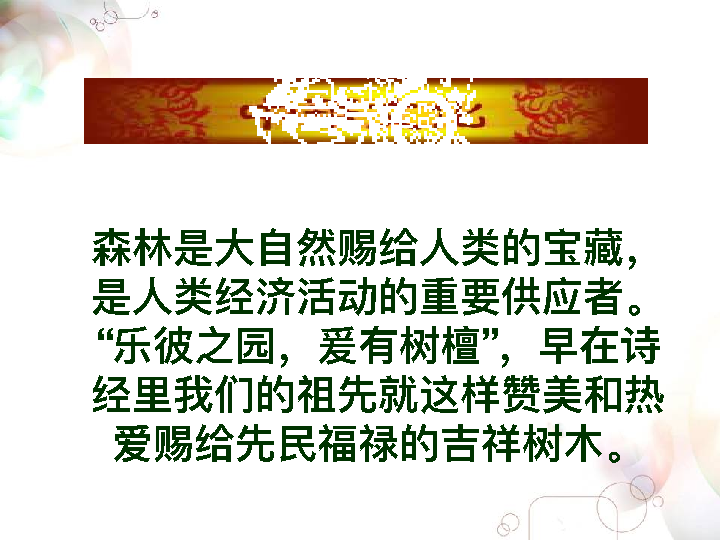 森林是大自然赐给人类的宝藏，
是人类经济活动的重要供应者。
“乐彼之园，爰有树檀”，早在诗
经里我们的祖先就这样赞美和热
爱赐给先民福禄的吉祥树木。